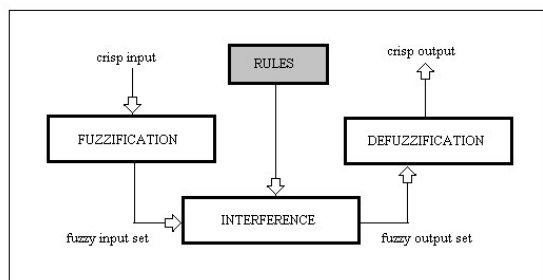 crisp input
RULES
crisp output
FUZZIFICATION
DEFUZZIFICATION
INTERFERENCE
fuzzy input set
fuzzy output set